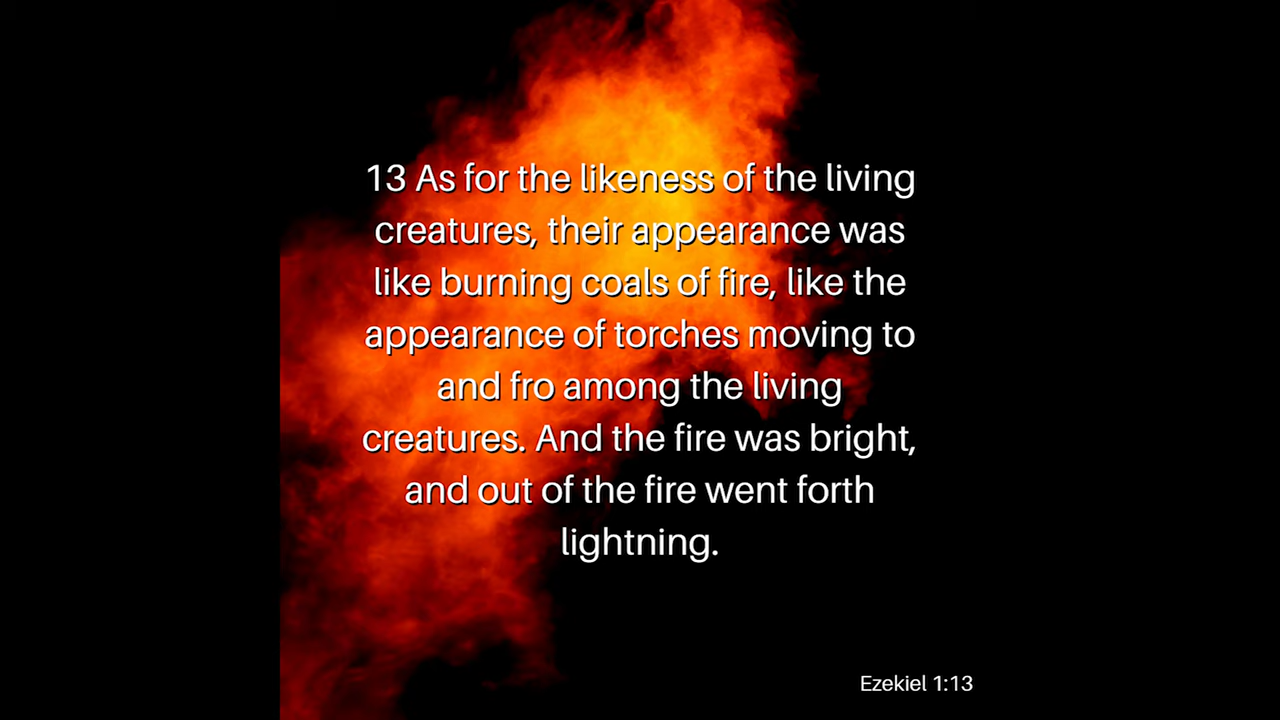 13 As for the likeness of the living
creatures, their appearance was
like burning coals of fire, like the
appearance of torches moving to
and fro among the living
creatures. And the fire was bright,
and out of the fire went forth
lightning.
Ezekiel 1:13